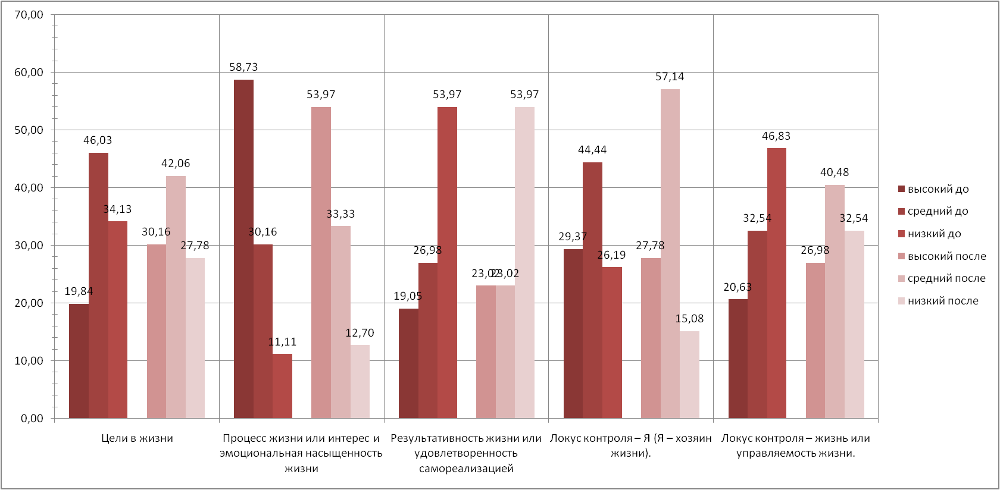 70,00
60,00
50,00
40,00
30,00
20,00
10,00
0,00
19,84
46,03
34,13
30,16
42,06
27,78
58,73
30,16
11,11
53,97
33,33
12,70
19,05
26,98
53,97
23,02
23,02
53,97
29,37
44,44
26,19
27,78
57,14
15,08
20,63
32,54
46,83
26,98
40,48
32,54
Цели в жизни
Процесс жизни или интерес и
эмоциональная насыщенность
жизни
Результативность жизни или
удовлетворенность
самореализацией
Локус контроля – Я (Я – хозяин
жизни).
Локус контроля – жизнь или
управляемость жизни.
высокий до
средний до
низкий до
высокий после
средний после
низкий после